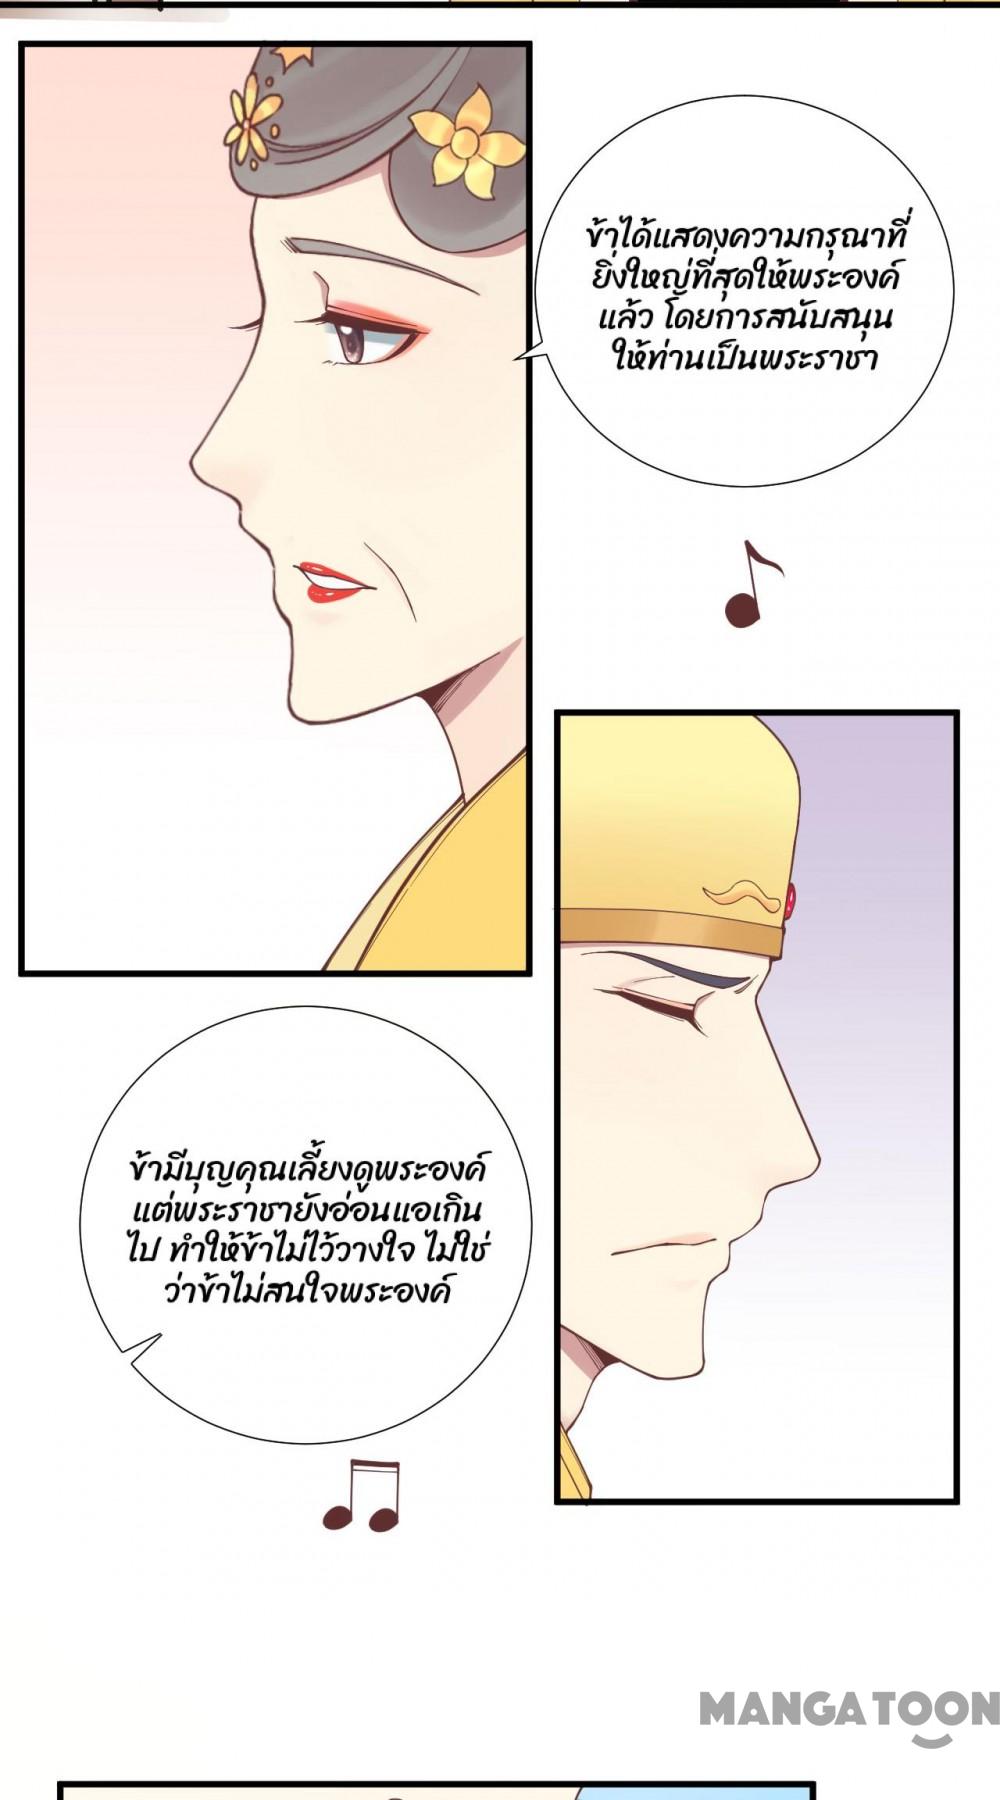 ข้าได้แสดงความกรุณาที่
ยิ่งใหญ่ที่สุดให้พระองค์
แล้ว โดยการสนับสนุน
ให้ท่านเป็นพระราชา
ข้ามีบุญคุณเลี้ยงดูพระองค์
แต่พระราชายังอ่อนแอเกิน
ไป ทำให้ข้าไม่ไว้วางใจ ไม่ใช่
ว่าข้าไม่สนใจพระองค์
MANGATOON